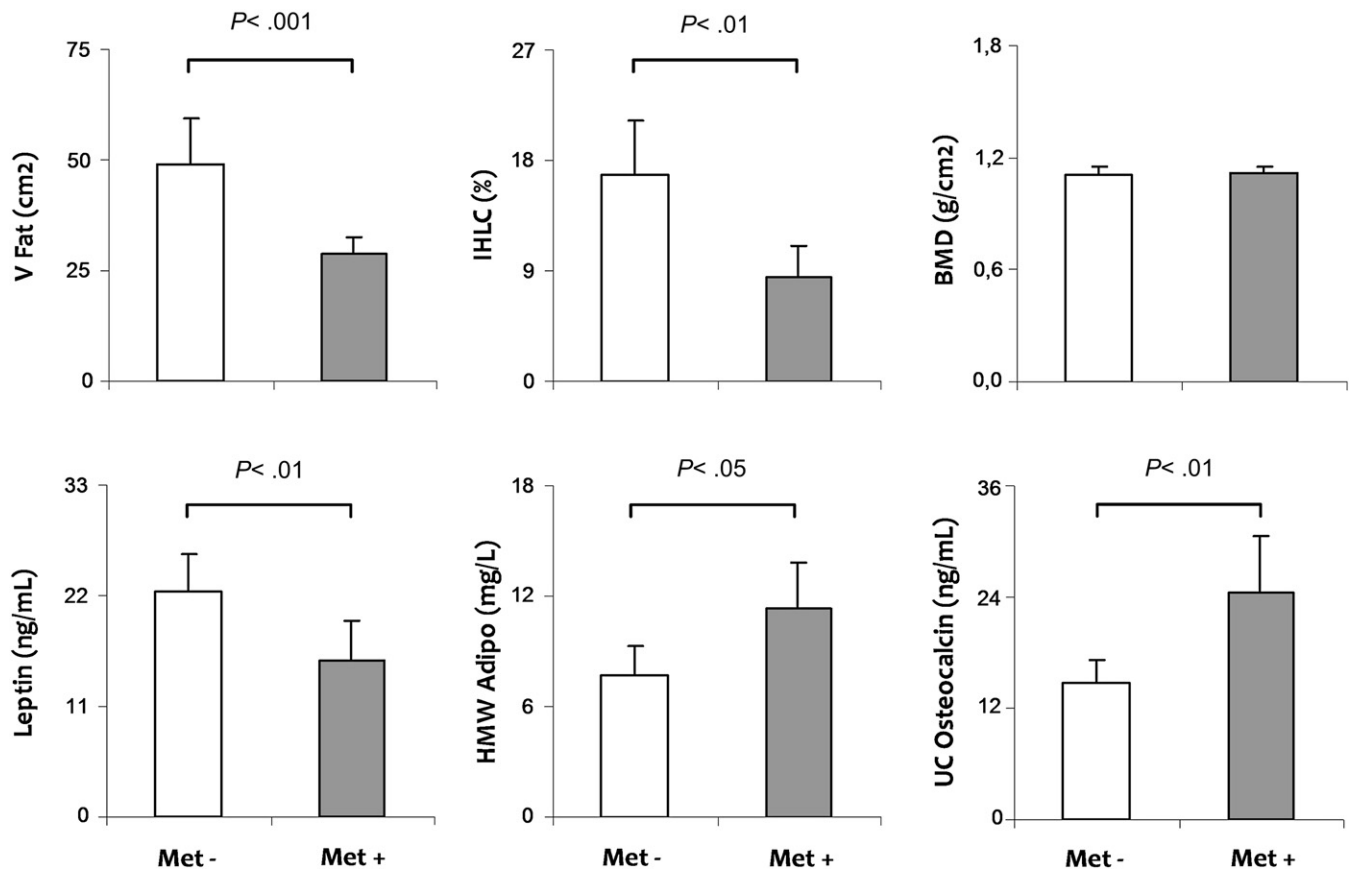 P< .001
75
50
25
0
V Fat (cm2)
P< .01
27
18
9
0
IHLC (%)
1,8
1,2
0,6
0,0
BMD (g/cm2)
P< .01
33
22
11
0
Leptin (ng/mL)
Met -
Met +
P< .05
18
12
6
0
HMW Adipo (mg/L)
Met -
Met +
P< .01
36
24
12
0
UC Osteocalcin (ng/mL)
Met -
Met +